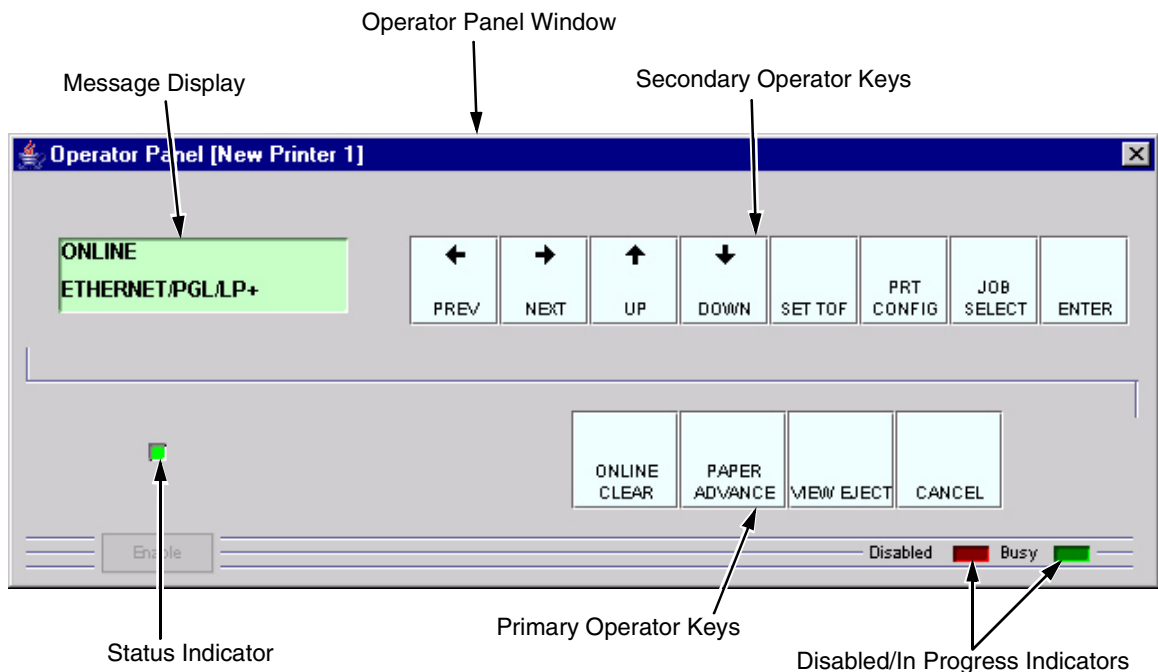 Operator Panel Window
Message Display
Secondary Operator Keys
Operator Panel [New Printer 1]
ONLINE
ETHERNET/PGL/LP+
PREV
NEXT
UP
DOWN
SET TOF
PRT
CONFIG
JOB
SELECT
ENTER
ONLINE
CLEAR
PAPER
ADVANCE
VIEW EJECT
CANCEL
Enable
Disabled
Busy
Primary Operator Keys
Status Indicator
Disabled/In Progress Indicators